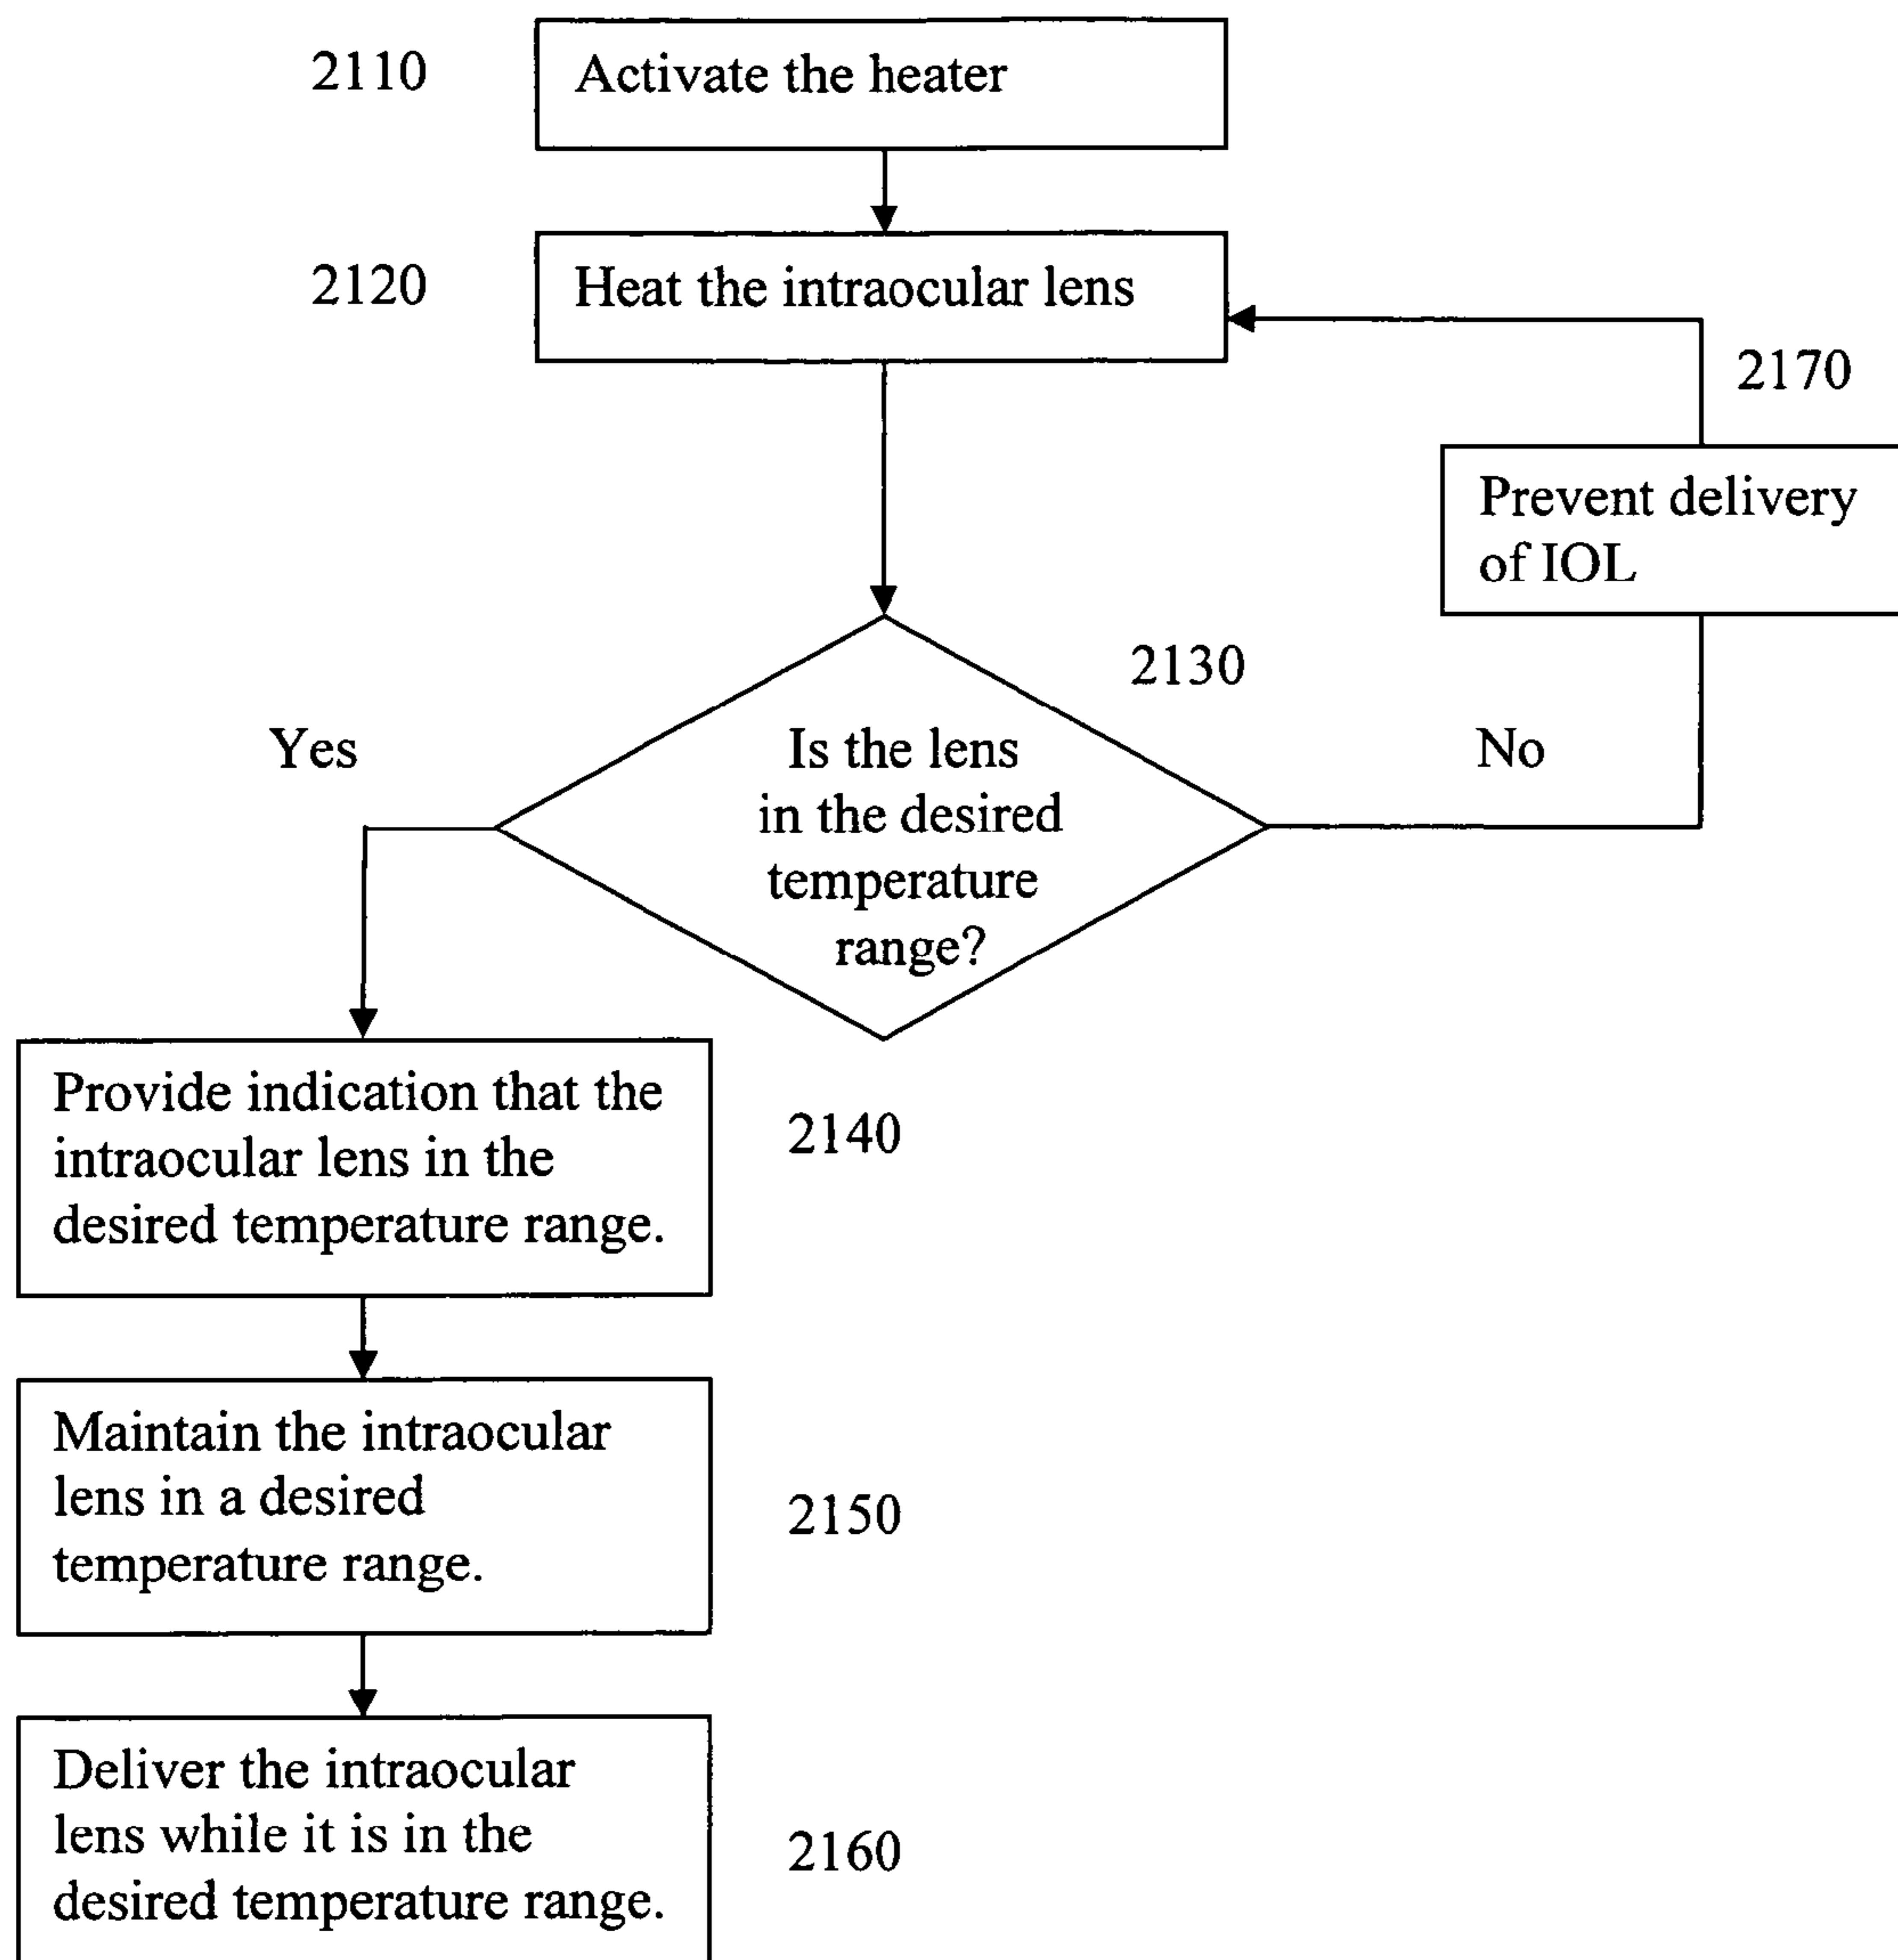 2110
Activate the heater
2120
Heat the intraocular lens
2170
Prevent delivery
of IOL
2130
Yes
Is the lens
in the desired
temperature
range?
No
Provide indication that the
intraocular lens in the
desired temperature range.
2140
Maintain the intraocular
lens in a desired
temperature range.
2150
Deliver the intraocular
lens while it is in the
desired temperature range.
2160